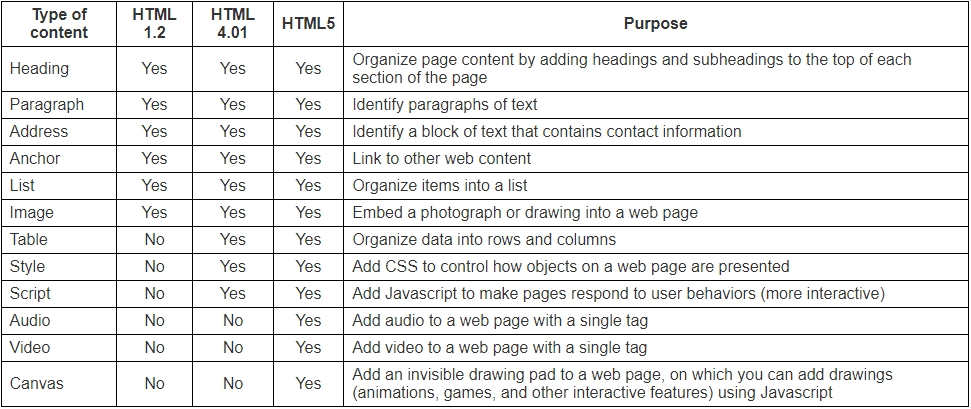 Type of content HTML 1.2 HTML 4.01 HTML5 Purpose
Heading Yes Yes Yes Organize page content by adding headings and subheadings to the top of each
section of the page
Paragraph Yes Yes Yes Identify paragraphs of text
Address Yes Yes Yes Identify a block of text that contains contact information
Anchor Yes Yes Yes Link to other web content
List Yes Yes Yes Organize items into a list
Image Yes Yes Yes Embed a photograph or drawing into a web page
Table No Yes Yes Organize data into rows and columns
Style No Yes Yes Add CSS to control how objects on a web page are presented
Script No Yes Yes Add Javascript to make pages respond to user behaviors (more interactive)
Audio No No Yes Add audio to a web page with a single tag
Video No No Yes Add video to a web page with a single tag
Canvas No No Yes Add an invisible drawing pad to a web page, on which you can add drawings
(animations, games, and other interactive features) using Javascript